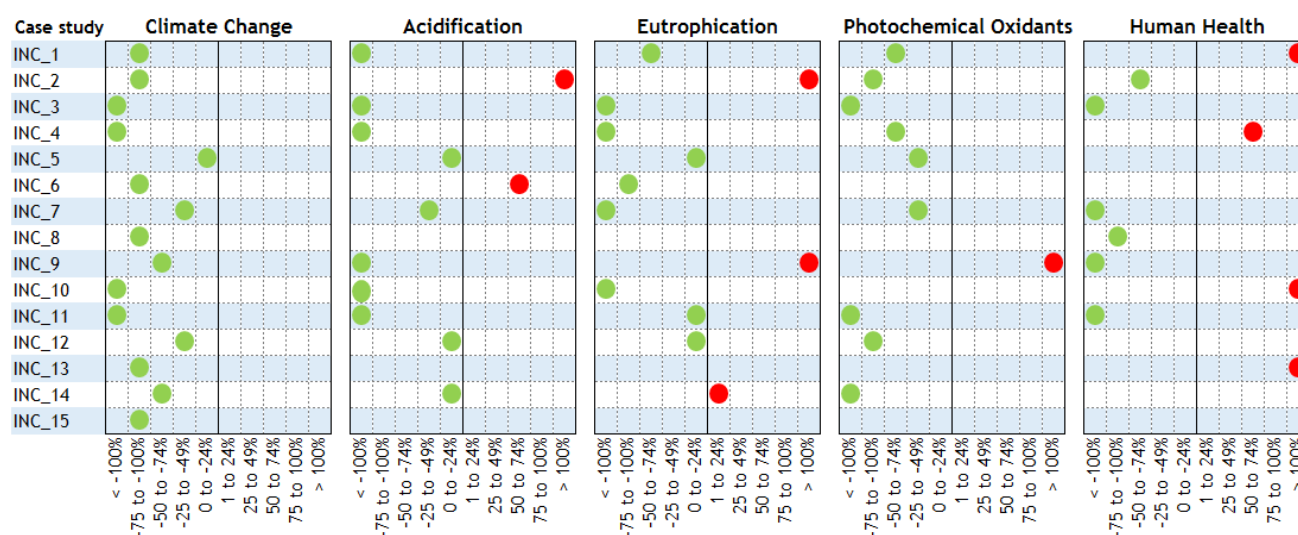 Case study Climate Change Acidification Eutrophication Photochemical Oxidants Human Health
INC_1
INC_2
INC_3
INC_4
INC_5
INC_6
INC_7
INC_8
INC_9
INC_10
INC_11
INC_12
INC_13
INC_14
INC_15
< -100%
-75 to -100%
-50 to -74%
-25 to -49%
0 to -24%
1 to 24%
25 to 49%
50 to 74%
75 to 100%
> 100%
< -100%
-75 to -100%
-50 to -74%
-25 to -49%
0 to -24%
1 to 24%
25 to 49%
50 to 74%
75 to 100%
> 100%
< -100%
-75 to -100%
-50 to -74%
-25 to -49%
0 to -24%
1 to 24%
25 to 49%
50 to 74%
75 to 100%
> 100%
< -100%
-75 to -100%
-50 to -74%
-25 to -49%
0 to -24%
1 to 24%
25 to 49%
50 to 74%
75 to 100%
> 100%
< -100%
-75 to -100%
-50 to -74%
-25 to -49%
0 to -24%
1 to 24%
25 to 49%
50 to 74%
75 to 100%